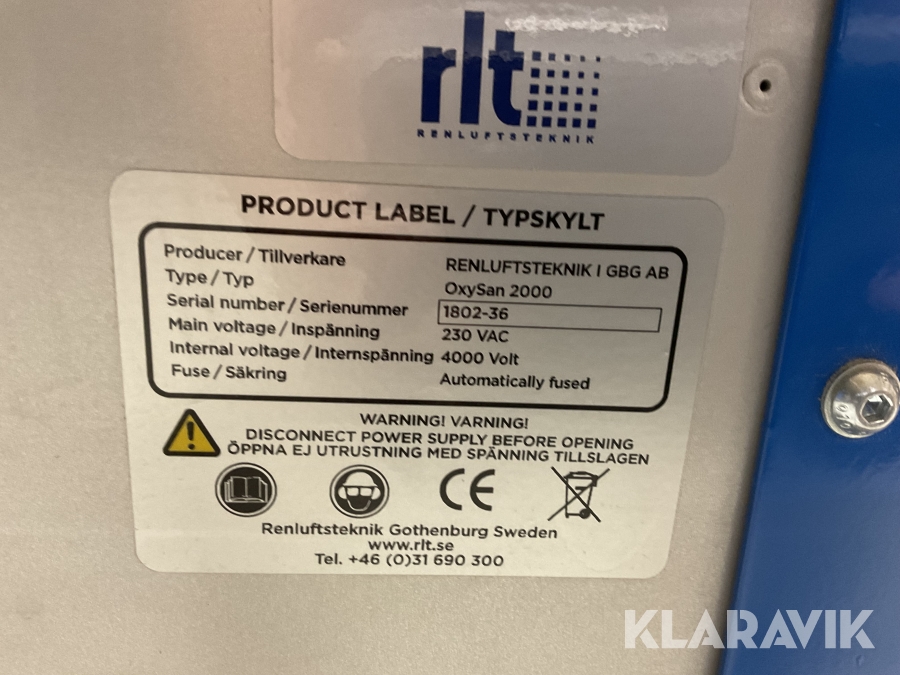 rlt
RENLUFTSTEKNIK
PRODUCT LABEL / TYPSKYLT
Producer / Tillverkare RENLUFTSTEKNIK I GBG AB
Type / Typ OxySan 2000
Serial number / Serienummer 1802-36
Main voltage / Inspänning 230 VAC
Internal voltage / Internspänning 4000 Volt
Fuse / Säkring Automatically fused
WARNING! VARNING!
DISCONNECT POWER SUPPLY BEFORE OPENING
ÖPPNA EJ UTRUSTNING MED SPÄNNING TILLSLAGEN
CE
Renluftsteknik Gothenburg Sweden
www.rlt.se
Tel. +46 (0)31 690 300
KLARAVIK